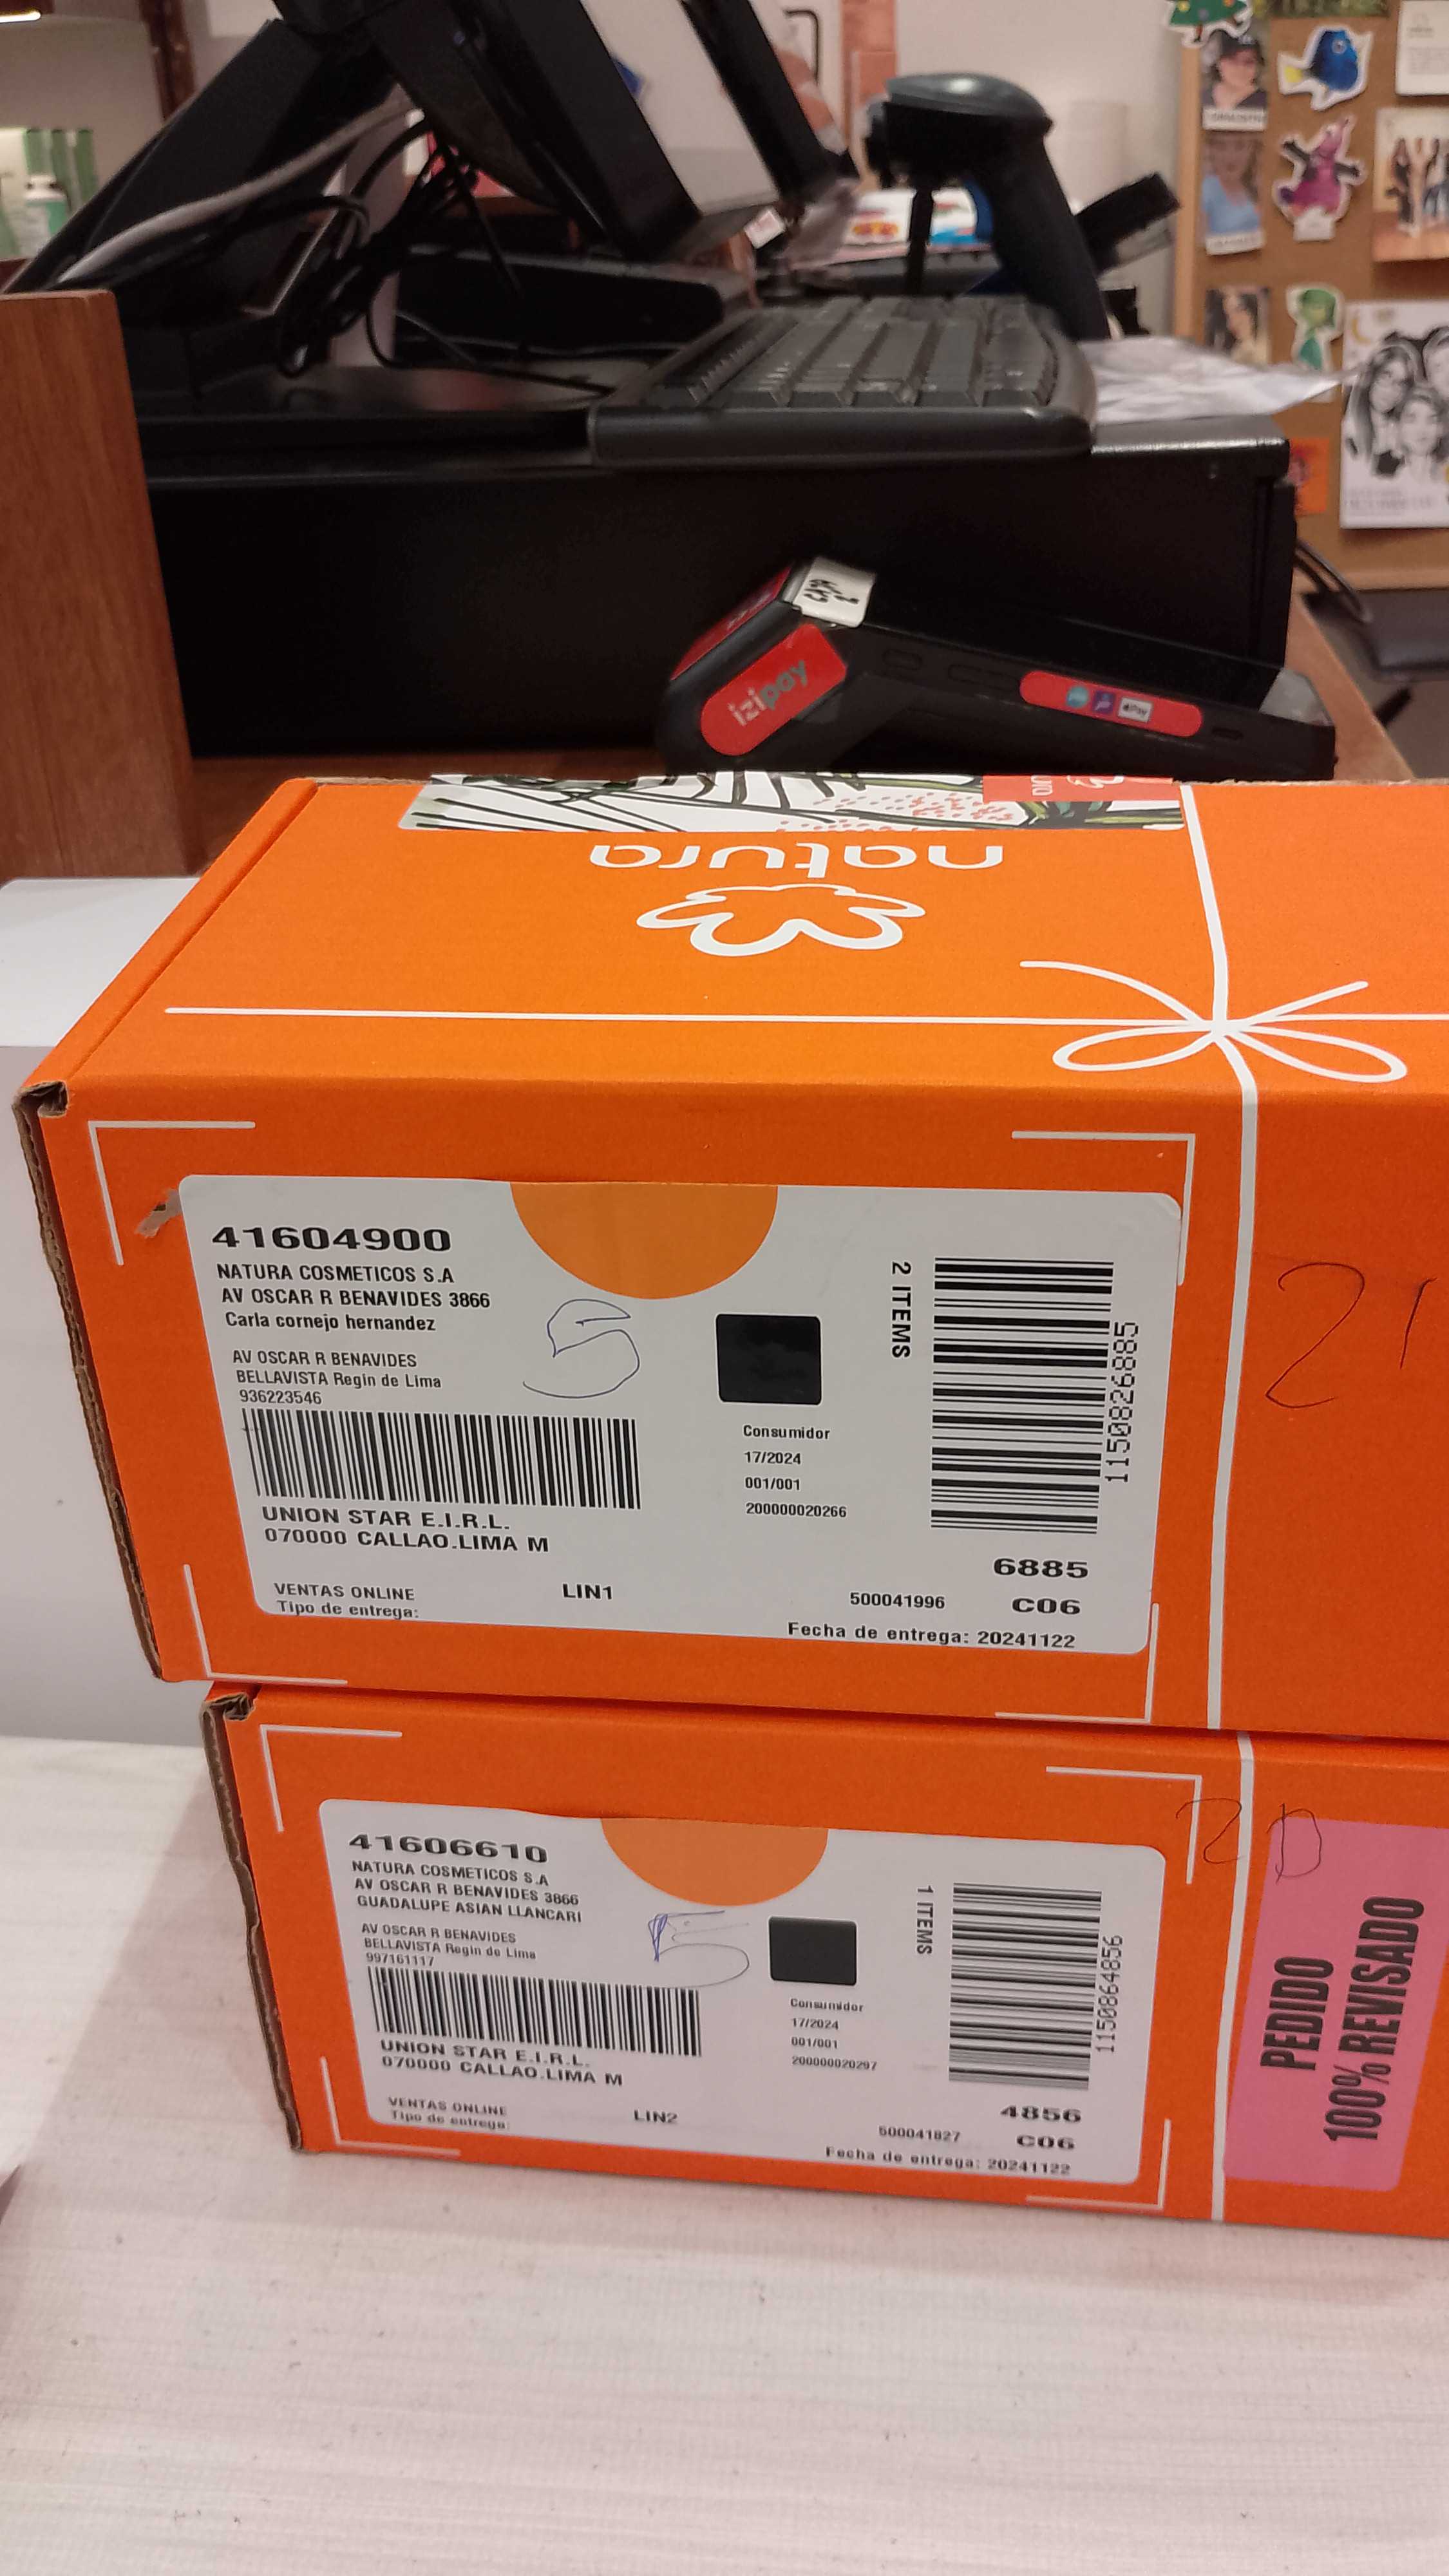 izipay
Pay
natura
41604900
NATURA COSMETICOS S.A
AV OSCAR R BENAVIDES 3866
Carla cornejo hernandez
AV OSCAR R BENAVIDES
BELLAVISTA Regin de Lima
936223546
UNION STAR E.I.R.L.
070000 CALLAO.LIMA M
VENTAS ONLINE
Tipo de entrega:
LIN1
5
Consumidor
17/2024
001/001
200000020266
2 ITEMS
1150826885
6885
500041996
C06
Fecha de entrega: 20241122
41606610
NATURA COSMETICOS S.A
AV OSCAR R BENAVIDES 3866
GUADALUPE ASIAN LLANCARI
AV OSCAR R BENAVIDES
BELLAVISTA Regin de Lima
997161117
UNION STAR E.I.R.L.
070000 CALLAO.LIMA M
VENTAS ONLINE
Tipo de entrega:
LIN2
5
Consumidor
17/2024
001/001
200000020297
1 ITEMS
1150864856
4856
500041827
C06
Fecha de entrega: 20241122
PEDIDO
100% REVISADO